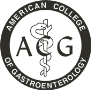 AMERICAN COLLEGE
ACG
OF GASTROENTEROLOGY